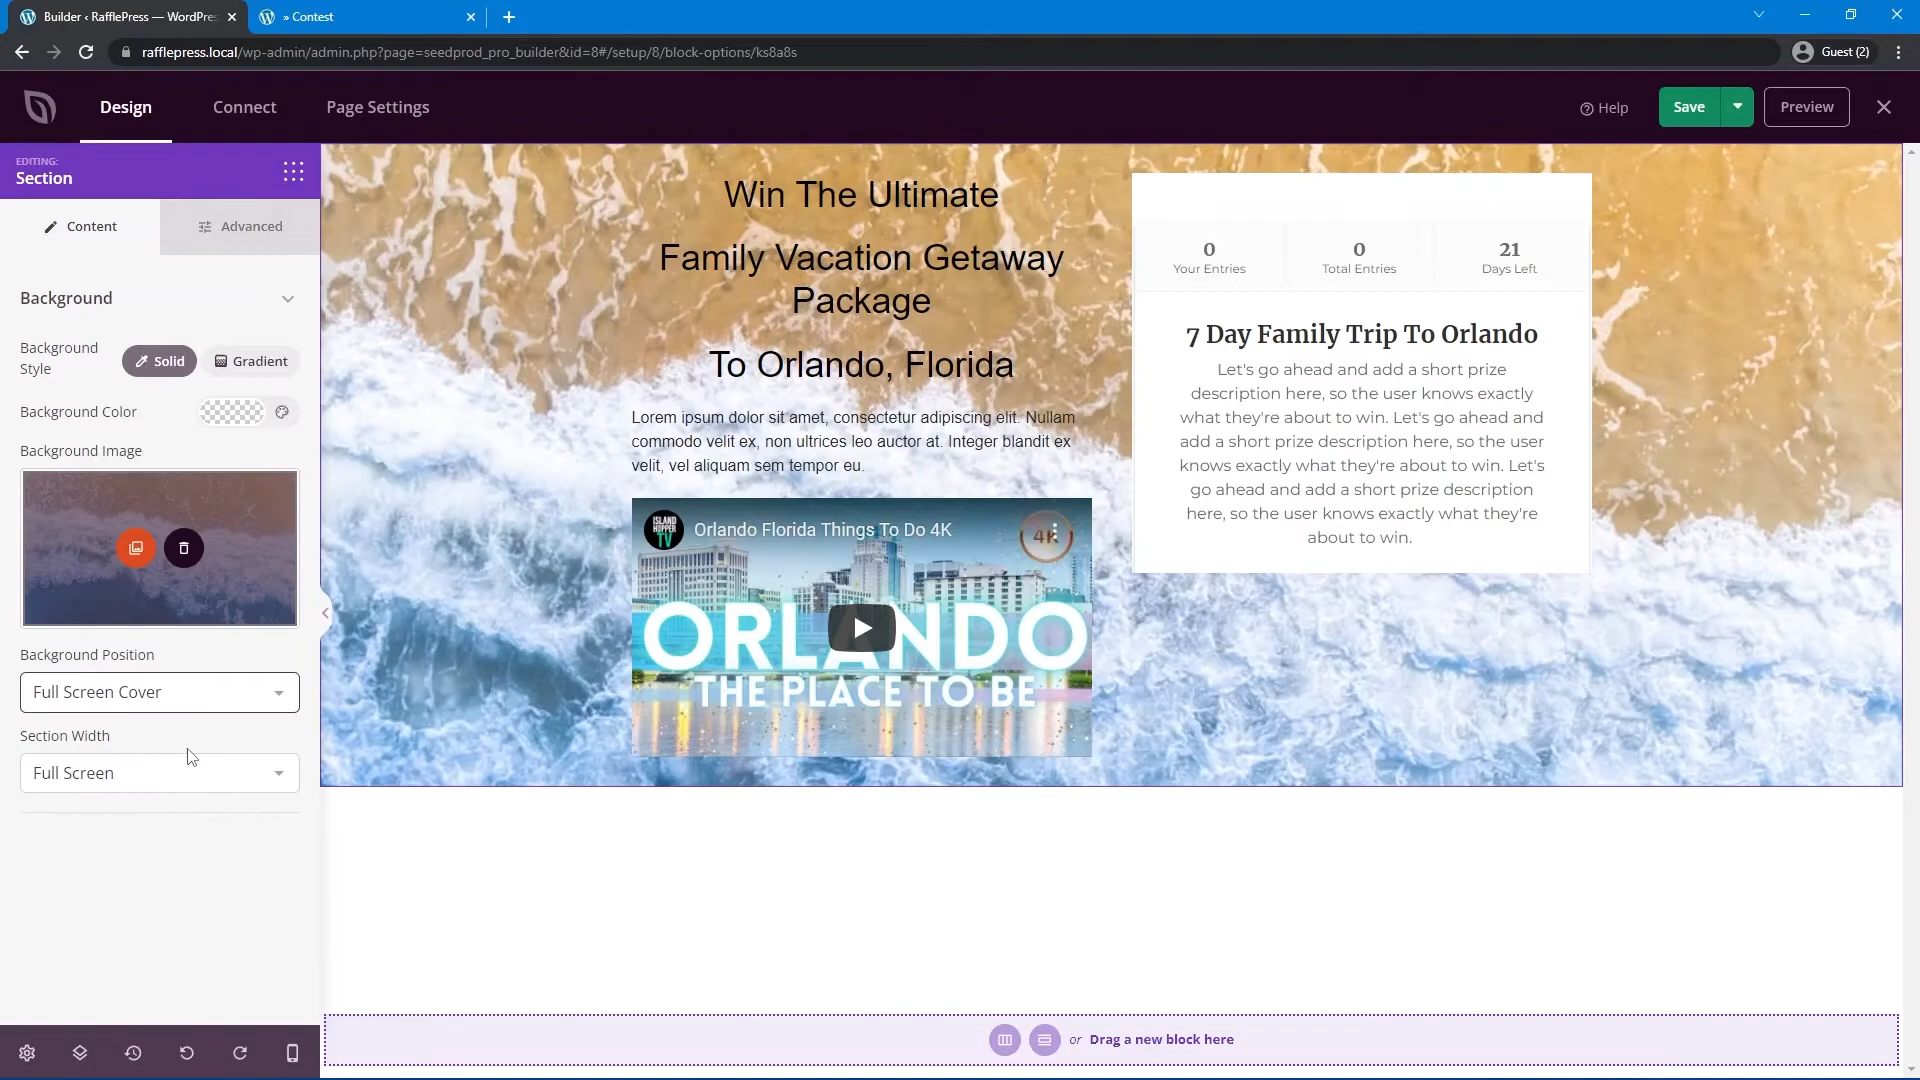 Builder ‹ RafflePress — WordPres
» Contest
rafflepress.local/wp-admin/admin.php?page=seedprod_pro_builder&id=8#/setup/8/block-options/ks8a8s
Guest (2)
Design
Connect
Page Settings
Help
Save
Preview
EDITING:
Section
Content
Advanced
Background
Background
Style
Solid
Gradient
Background Color
Background Image
Background Position
Full Screen Cover
Section Width
Full Screen
Win The Ultimate
Family Vacation Getaway
Package
To Orlando, Florida
Lorem ipsum dolor sit amet, consectetur adipiscing elit. Nullam
commodo velit ex, non ultrices leo auctor at. Integer blandit ex
velit, vel aliquam sem tempor eu.
ISLAND
HOPPER
TV
Orlando Florida Things To Do 4K
4K
ORLANDO
THE PLACE TO BE
0
Your Entries
0
Total Entries
21
Days Left
7 Day Family Trip To Orlando
Let's go ahead and add a short prize
description here, so the user knows exactly
what they're about to win. Let's go ahead and
add a short prize description here, so the user
knows exactly what they're about to win. Let's
go ahead and add a short prize description
here, so the user knows exactly what they're
about to win.
or Drag a new block here